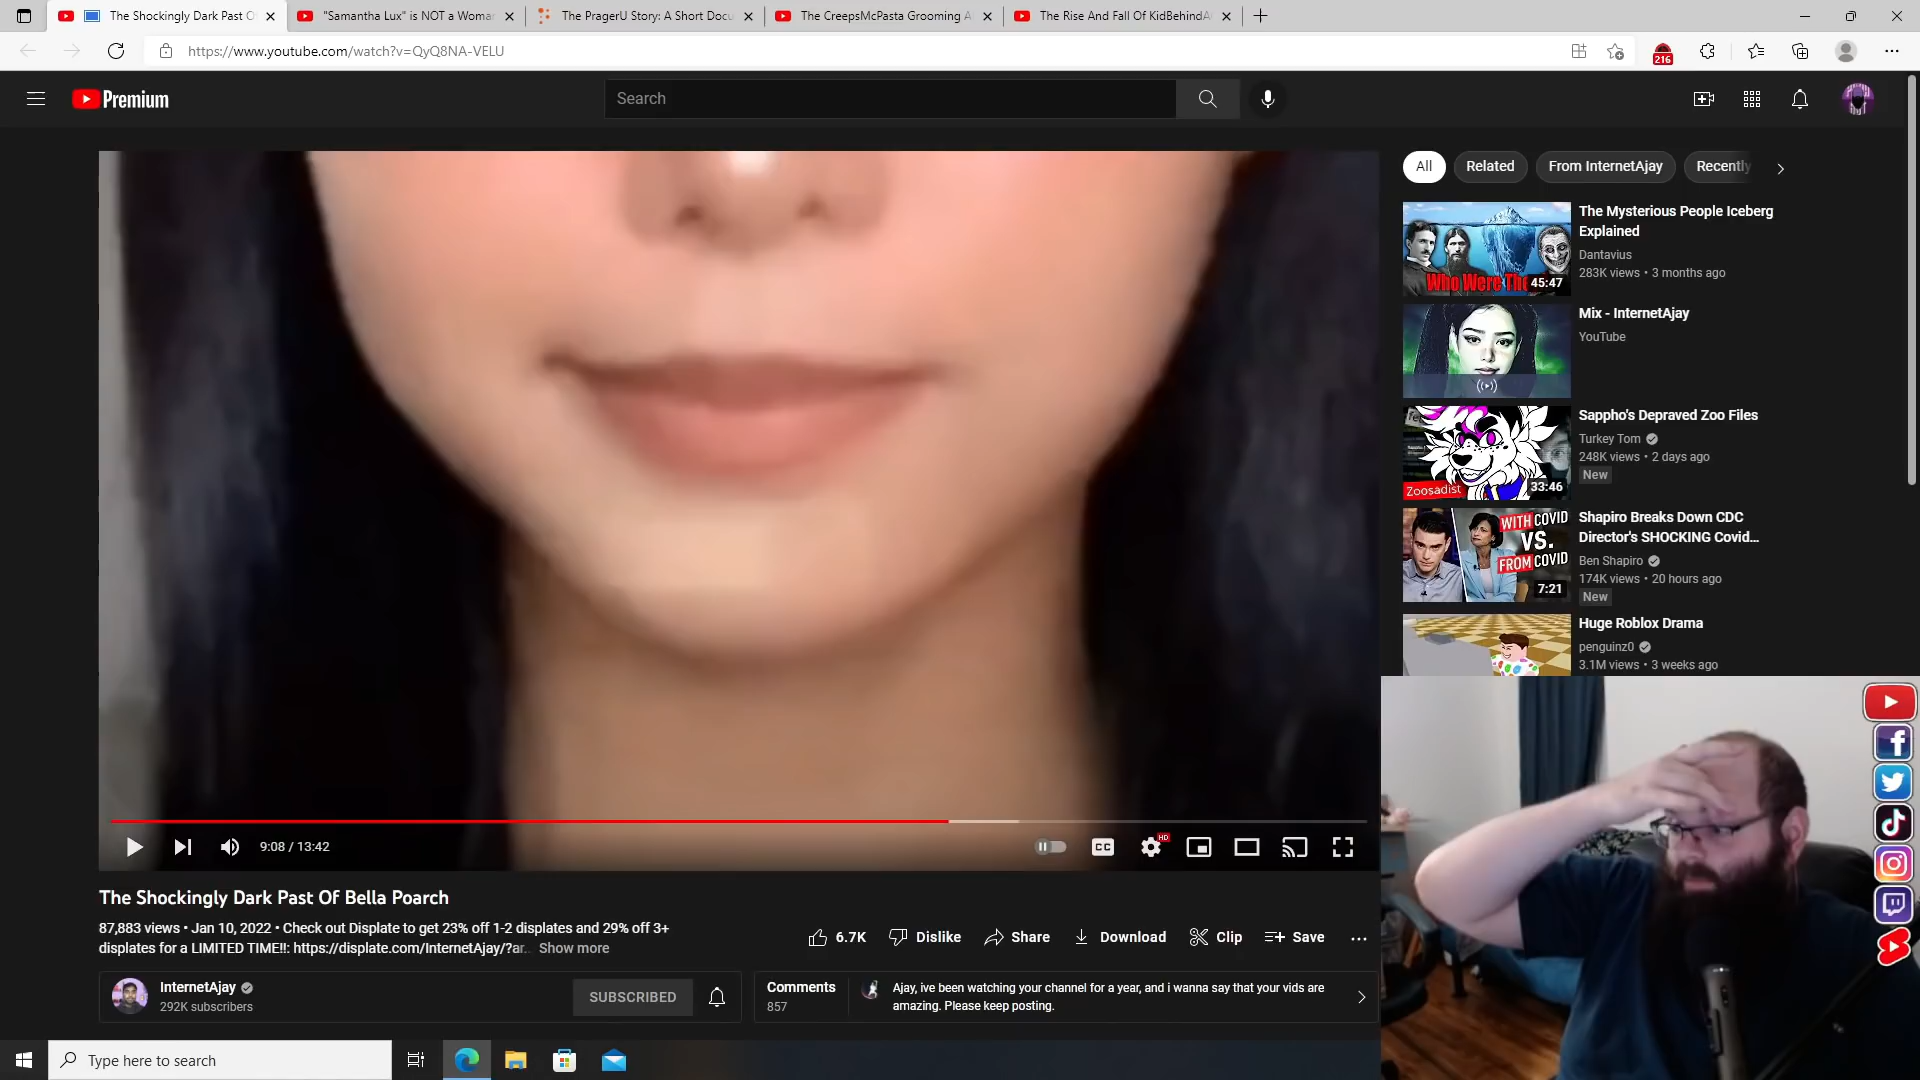 The Shockingly Dark Past O
"Samantha Lux" is NOT a Woma
The PragerU Story: A Short Docu
The CreepsMcPasta Grooming A
The Rise And Fall Of KidBehindA
https://www.youtube.com/watch?v=QyQ8NA-VELU
216
Premium
Search
All
Related
From InternetAjay
Recently
The Mysterious People Iceberg
Explained
Dantavius
283K views • 3 months ago
Who Were The
45:47
Mix - InternetAjay
YouTube
Sappho's Depraved Zoo Files
Turkey Tom
248K views • 2 days ago
New
Zoosadist
33:46
Shapiro Breaks Down CDC
Director's SHOCKING Covid…
Ben Shapiro
174K views • 20 hours ago
New
WITH COVID
VS.
FROM COVID
7:21
Huge Roblox Drama
penguinz0
3.1M views • 3 weeks ago
9:08 / 13:42
CC
HD
The Shockingly Dark Past Of Bella Poarch
87,883 views • Jan 10, 2022 • Check out Displate to get 23% off 1-2 displates and 29% off 3+
displates for a LIMITED TIME!!: https://displate.com/InternetAjay/?ar... Show more
6.7K
Dislike
Share
Download
Clip
Save
InternetAjay
292K subscribers
SUBSCRIBED
Comments
857
Ajay, ive been watching your channel for a year, and i wanna say that your vids are
amazing. Please keep posting.
Type here to search